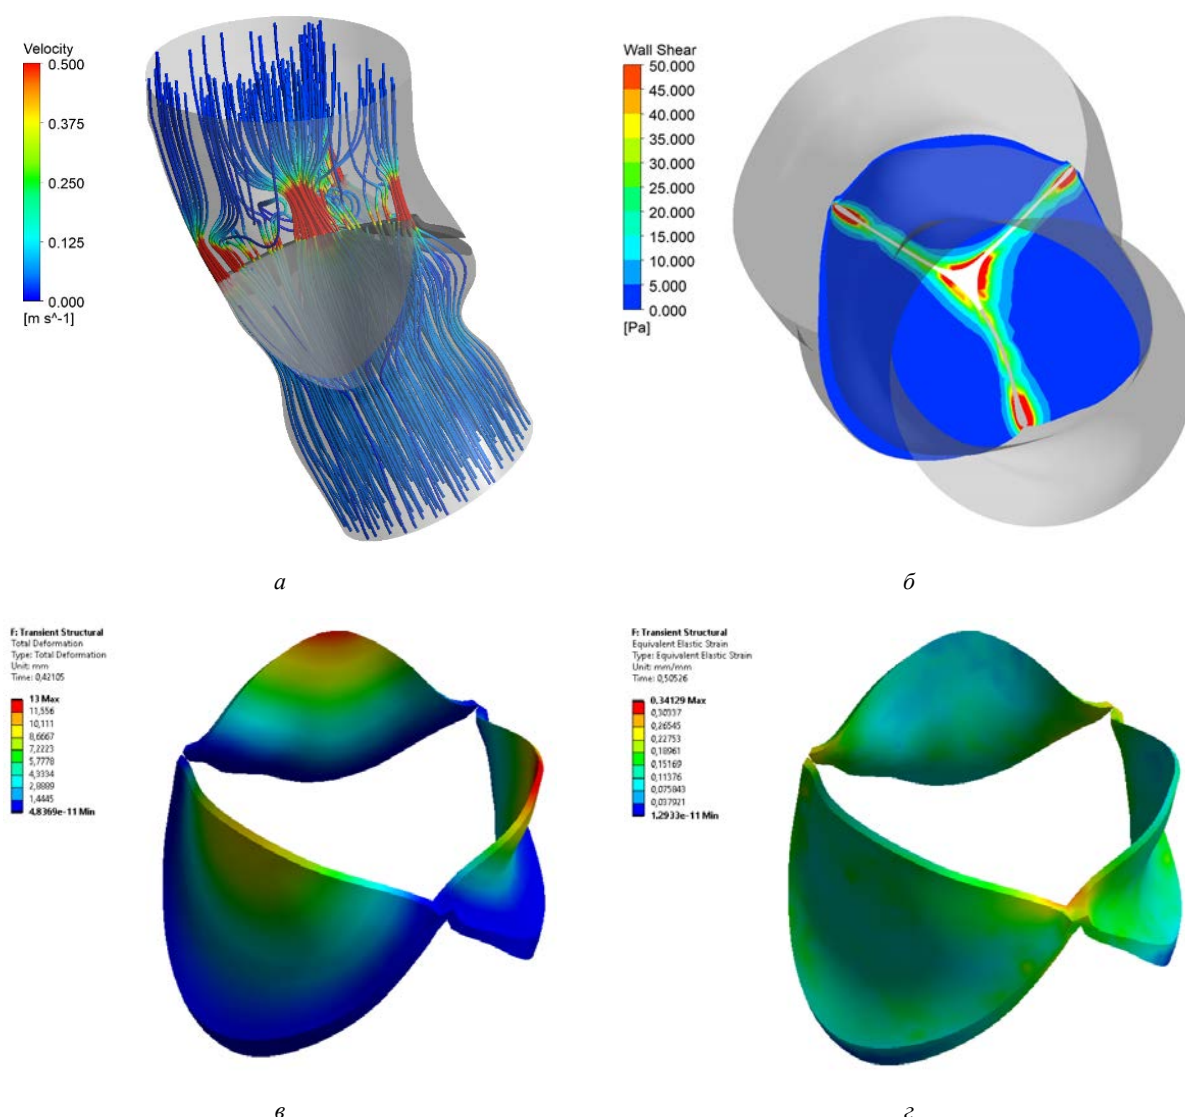 Velocity
0.500
0.375
0.250
0.125
0.000
[m s^-1]
Wall Shear
50.000
45.000
40.000
35.000
30.000
25.000
20.000
15.000
10.000
5.000
0.000
[Pa]
а
б
F: Transient Structural
Total Deformation
Type: Total Deformation
Unit: mm
Time: 0,42105
13 Max
11,556
10,111
8,6667
7,2223
5,7778
4,3334
2,8889
1,4445
4,8369e-11 Min
F: Transient Structural
Equivalent Elastic Strain
Type: Equivalent Elastic Strain
Unit: mm/mm
Time: 0,50526
0,34129 Max
0,30337
0,26545
0,22753
0,18961
0,15169
0,11376
0,075843
0,037921
1,2933e-11 Min
в
г